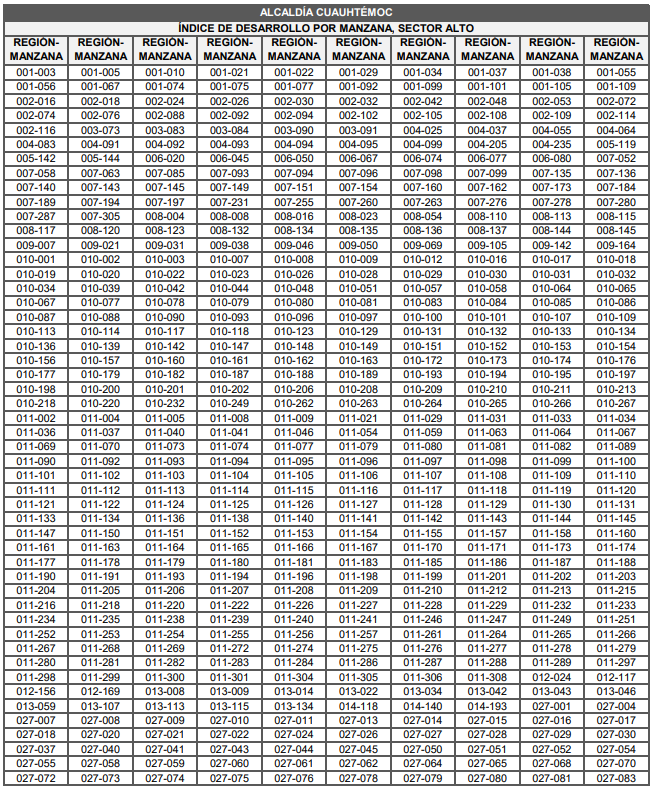 ALCALDÍA CUAUHTÉMOC
ÍNDICE DE DESARROLLO POR MANZANA, SECTOR ALTO
REGIÓN- REGIÓN- REGIÓN- REGIÓN- REGIÓN- REGIÓN- REGIÓN- REGIÓN- REGIÓN- REGIÓN-
MANZANA MANZANA MANZANA MANZANA MANZANA MANZANA MANZANA MANZANA MANZANA MANZANA
001-003 001-005 001-010 001-021 001-022 001-029 001-034 001-037 001-038 001-055
001-056 001-067 001-074 001-075 001-077 001-092 001-099 001-101 001-105 001-109
002-016 002-018 002-024 002-026 002-030 002-032 002-042 002-048 002-053 002-072
002-074 002-076 002-088 002-092 002-094 002-102 002-105 002-108 002-109 002-114
002-116 003-073 003-083 003-084 003-090 003-091 004-025 004-037 004-055 004-064
004-083 004-091 004-092 004-093 004-094 004-095 004-099 004-205 004-235 005-119
005-142 005-144 006-020 006-045 006-050 006-067 006-074 006-077 006-080 007-052
007-058 007-063 007-085 007-093 007-094 007-096 007-098 007-099 007-135 007-136
007-140 007-143 007-145 007-149 007-151 007-154 007-160 007-162 007-173 007-184
007-189 007-194 007-197 007-231 007-255 007-260 007-263 007-276 007-278 007-280
007-287 007-305 008-004 008-008 008-016 008-023 008-054 008-110 008-113 008-115
008-117 008-120 008-123 008-132 008-134 008-135 008-136 008-137 008-144 008-145
009-007 009-021 009-031 009-038 009-046 009-050 009-069 009-105 009-142 009-164
010-001 010-002 010-003 010-007 010-008 010-009 010-012 010-016 010-017 010-018
010-019 010-020 010-022 010-023 010-026 010-028 010-029 010-030 010-031 010-032
010-034 010-039 010-042 010-044 010-048 010-051 010-057 010-058 010-064 010-065
010-067 010-077 010-078 010-079 010-080 010-081 010-083 010-084 010-085 010-086
010-087 010-088 010-090 010-093 010-096 010-097 010-100 010-101 010-107 010-109
010-113 010-114 010-117 010-118 010-123 010-129 010-131 010-132 010-133 010-134
010-136 010-139 010-142 010-147 010-148 010-149 010-151 010-152 010-153 010-154
010-156 010-157 010-160 010-161 010-162 010-163 010-172 010-173 010-174 010-176
010-177 010-179 010-182 010-187 010-188 010-189 010-193 010-194 010-195 010-197
010-198 010-200 010-201 010-202 010-206 010-208 010-209 010-210 010-211 010-213
010-218 010-220 010-232 010-249 010-262 010-263 010-264 010-265 010-266 010-267
011-002 011-004 011-005 011-008 011-009 011-021 011-029 011-031 011-033 011-034
011-036 011-037 011-040 011-041 011-046 011-054 011-059 011-063 011-064 011-067
011-069 011-070 011-073 011-074 011-077 011-079 011-080 011-081 011-082 011-089
011-090 011-092 011-093 011-094 011-095 011-096 011-097 011-098 011-099 011-100
011-101 011-102 011-103 011-104 011-105 011-106 011-107 011-108 011-109 011-110
011-111 011-112 011-113 011-114 011-115 011-116 011-117 011-118 011-119 011-120
011-121 011-122 011-124 011-125 011-126 011-127 011-128 011-129 011-130 011-131
011-133 011-134 011-136 011-138 011-140 011-141 011-142 011-143 011-144 011-145
011-147 011-150 011-151 011-152 011-153 011-154 011-155 011-157 011-158 011-160
011-161 011-163 011-164 011-165 011-166 011-167 011-170 011-171 011-173 011-174
011-177 011-178 011-179 011-180 011-181 011-183 011-185 011-186 011-187 011-188
011-190 011-191 011-193 011-194 011-196 011-198 011-199 011-201 011-202 011-203
011-204 011-205 011-206 011-207 011-208 011-209 011-210 011-212 011-213 011-215
011-216 011-218 011-220 011-222 011-226 011-227 011-228 011-229 011-232 011-233
011-234 011-235 011-238 011-239 011-240 011-241 011-246 011-247 011-249 011-251
011-252 011-253 011-254 011-255 011-256 011-257 011-261 011-264 011-265 011-266
011-267 011-268 011-269 011-272 011-274 011-275 011-276 011-277 011-278 011-279
011-280 011-281 011-282 011-283 011-284 011-286 011-287 011-288 011-289 011-297
011-298 011-299 011-300 011-301 011-304 011-305 011-306 011-308 012-024 012-117
012-156 012-169 013-008 013-009 013-014 013-022 013-034 013-042 013-043 013-046
013-059 013-107 013-113 013-115 013-134 014-118 014-140 014-193 027-001 027-004
027-007 027-008 027-009 027-010 027-011 027-013 027-014 027-015 027-016 027-017
027-018 027-020 027-021 027-022 027-024 027-026 027-027 027-028 027-029 027-030
027-037 027-040 027-041 027-043 027-044 027-045 027-050 027-051 027-052 027-054
027-055 027-058 027-059 027-060 027-061 027-062 027-064 027-065 027-068 027-070
027-072 027-073 027-074 027-075 027-076 027-078 027-079 027-080 027-081 027-083